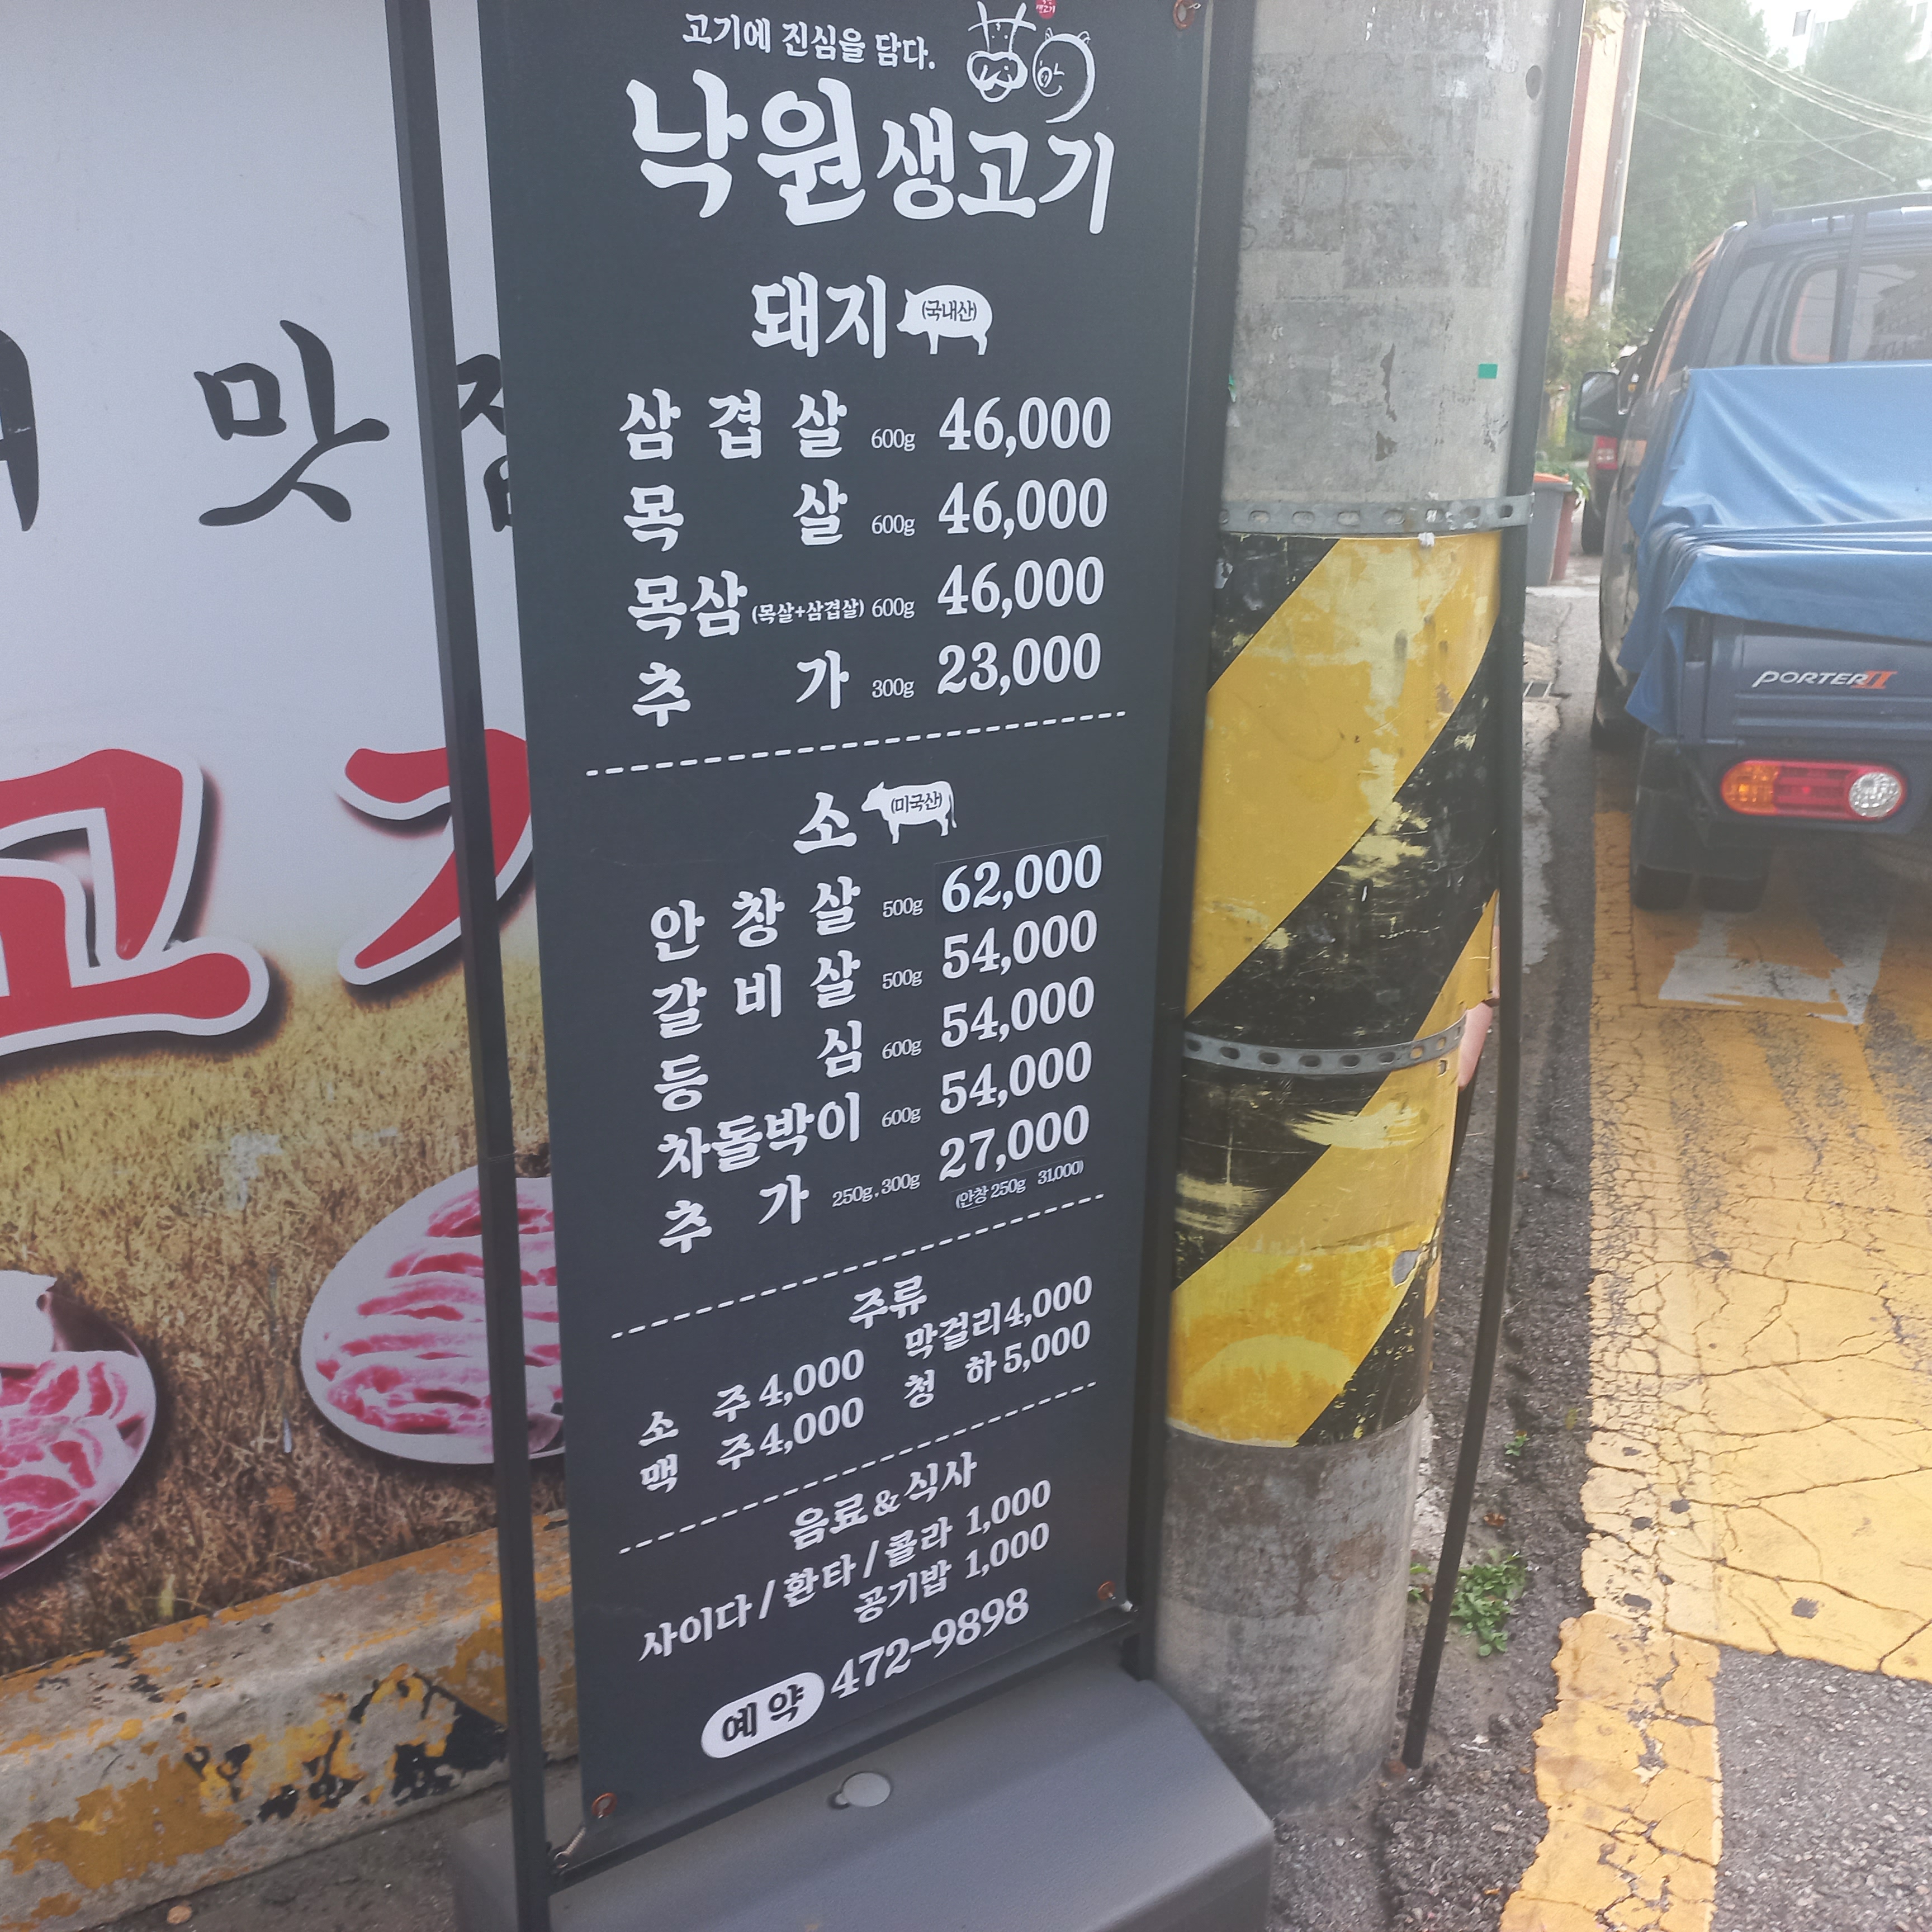 고기에 진심을 담다.
낙원생고기
돼지 (국내산)
삼겹살 600g 46,000
목살 600g 46,000
목삼(목살+삼겹살) 600g 46,000
추가 300g 23,000
소 (미국산)
안창살 500g 62,000
갈비살 500g 54,000
등심 600g 54,000
차돌박이 600g 54,000
추가 250g,300g 27,000
(안창 250g 31,000)
주류
소주 4,000 막걸리 4,000
맥주 4,000 청하 5,000
음료&식사
사이다/환타/콜라 1,000
공기밥 1,000
예약 472-9898
맛집
고기
PORTER II